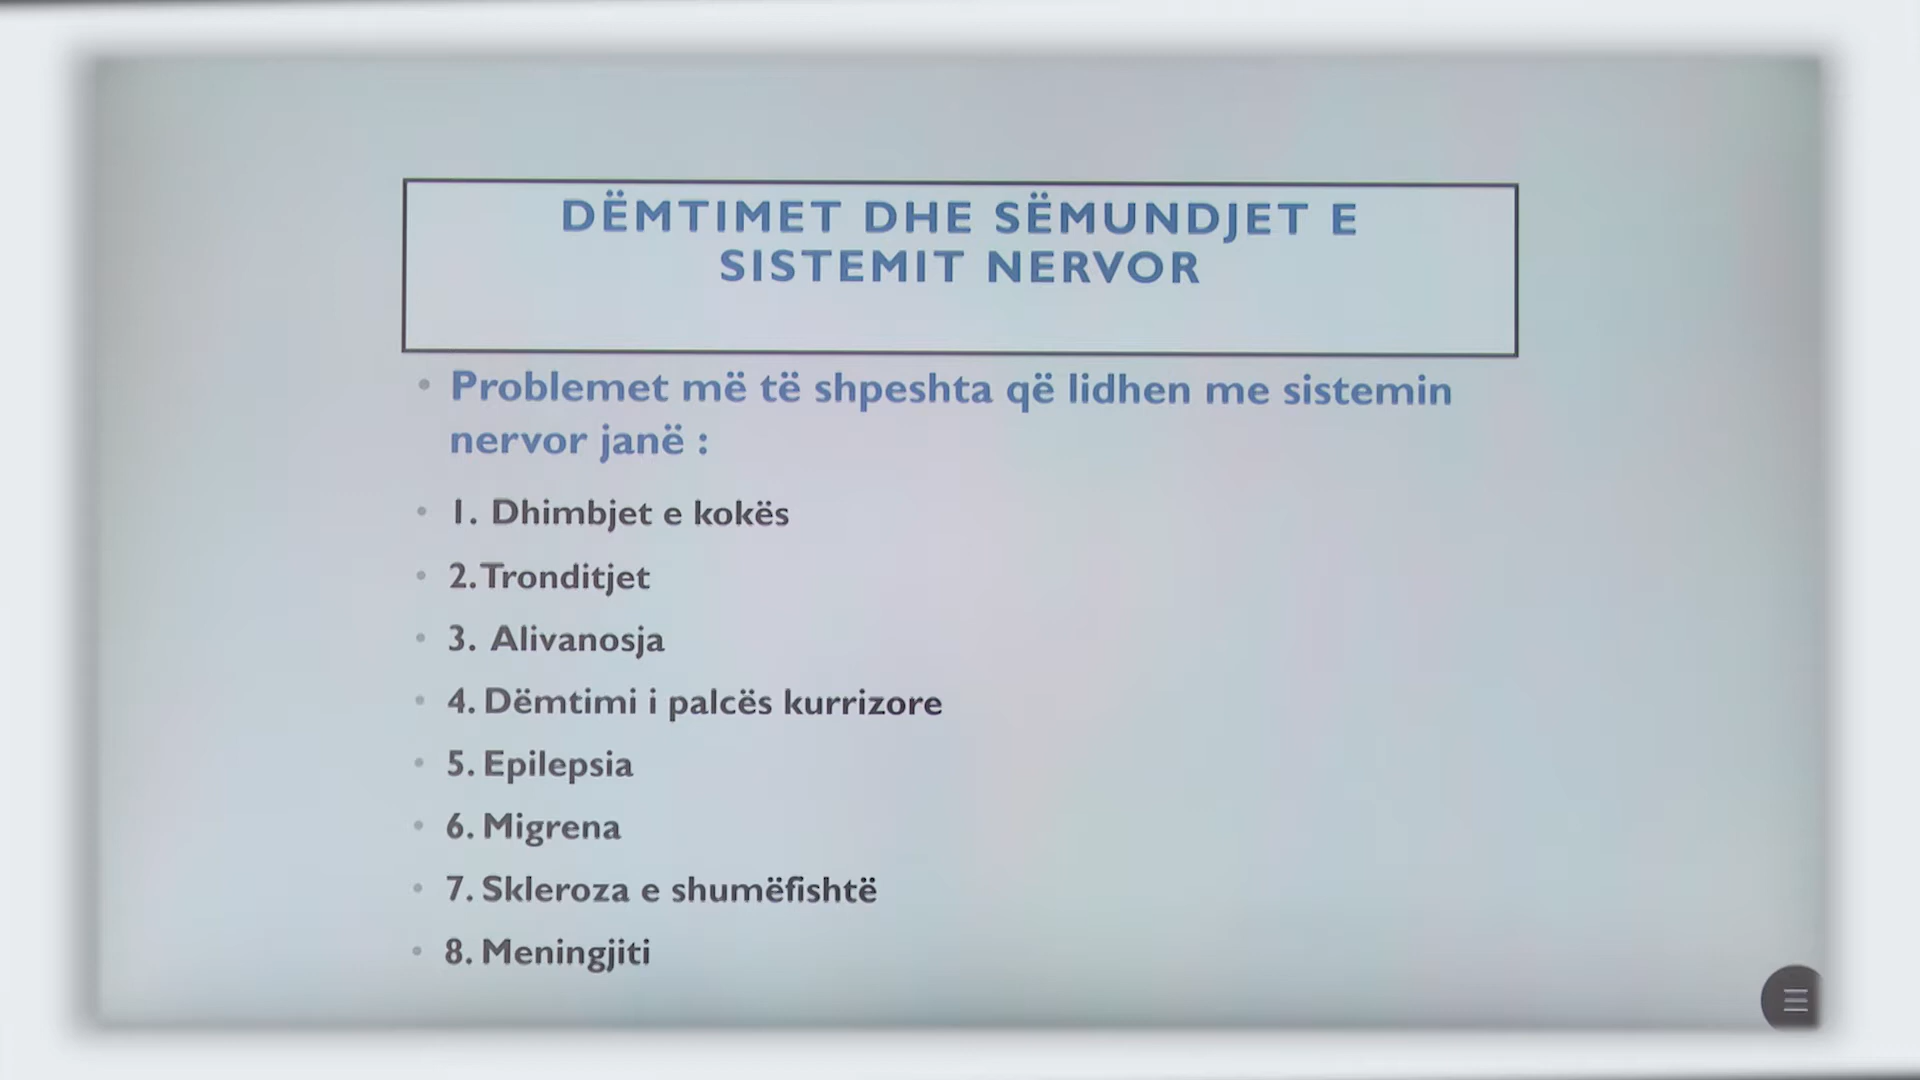 DËMTIMET DHE SËMUNDJET E
SISTEMIT NERVOR
• Problemet më të shpeshta që lidhen me sistemin
nervor janë :
• 1. Dhimbjet e kokës
• 2. Tronditjet
• 3. Alivanosja
• 4. Dëmtimi i palcës kurrizore
• 5. Epilepsia
• 6. Migrena
• 7. Skleroza e shumëfishtë
• 8. Meningjiti